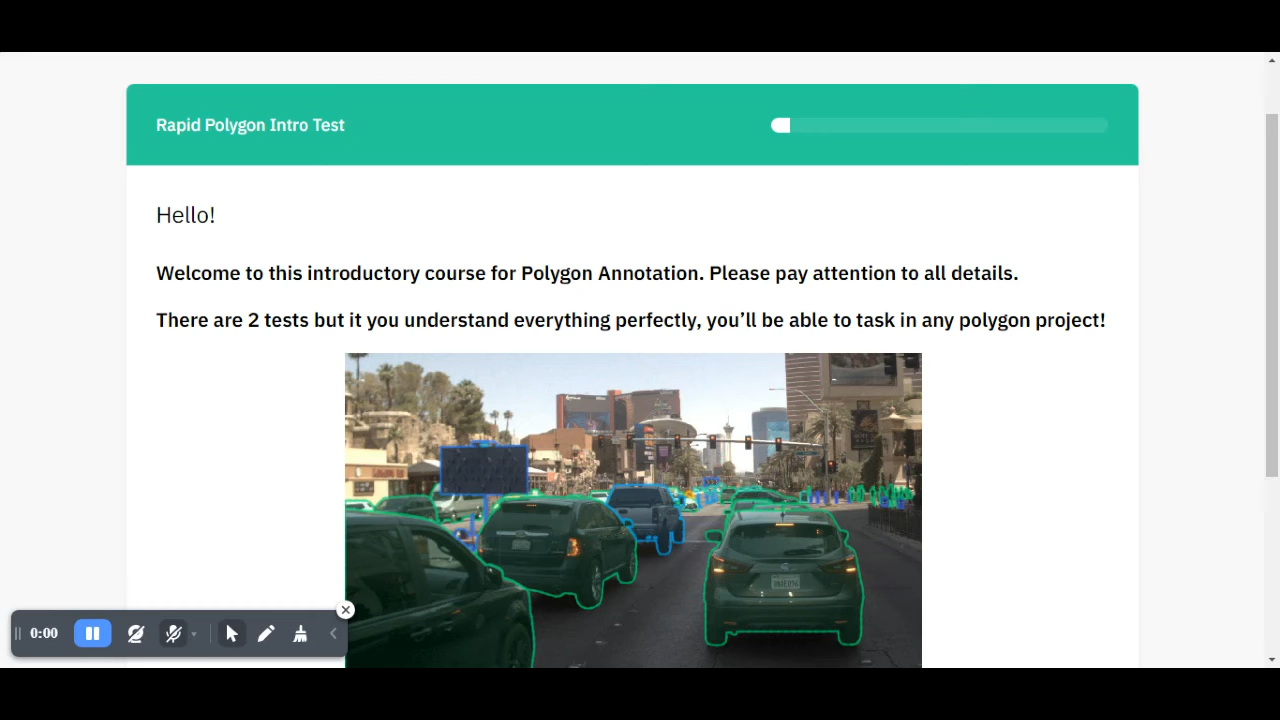 Rapid Polygon Intro Test
Hello!
Welcome to this introductory course for Polygon Annotation. Please pay attention to all details.
There are 2 tests but it you understand everything perfectly, you’ll be able to task in any polygon project!
0:00